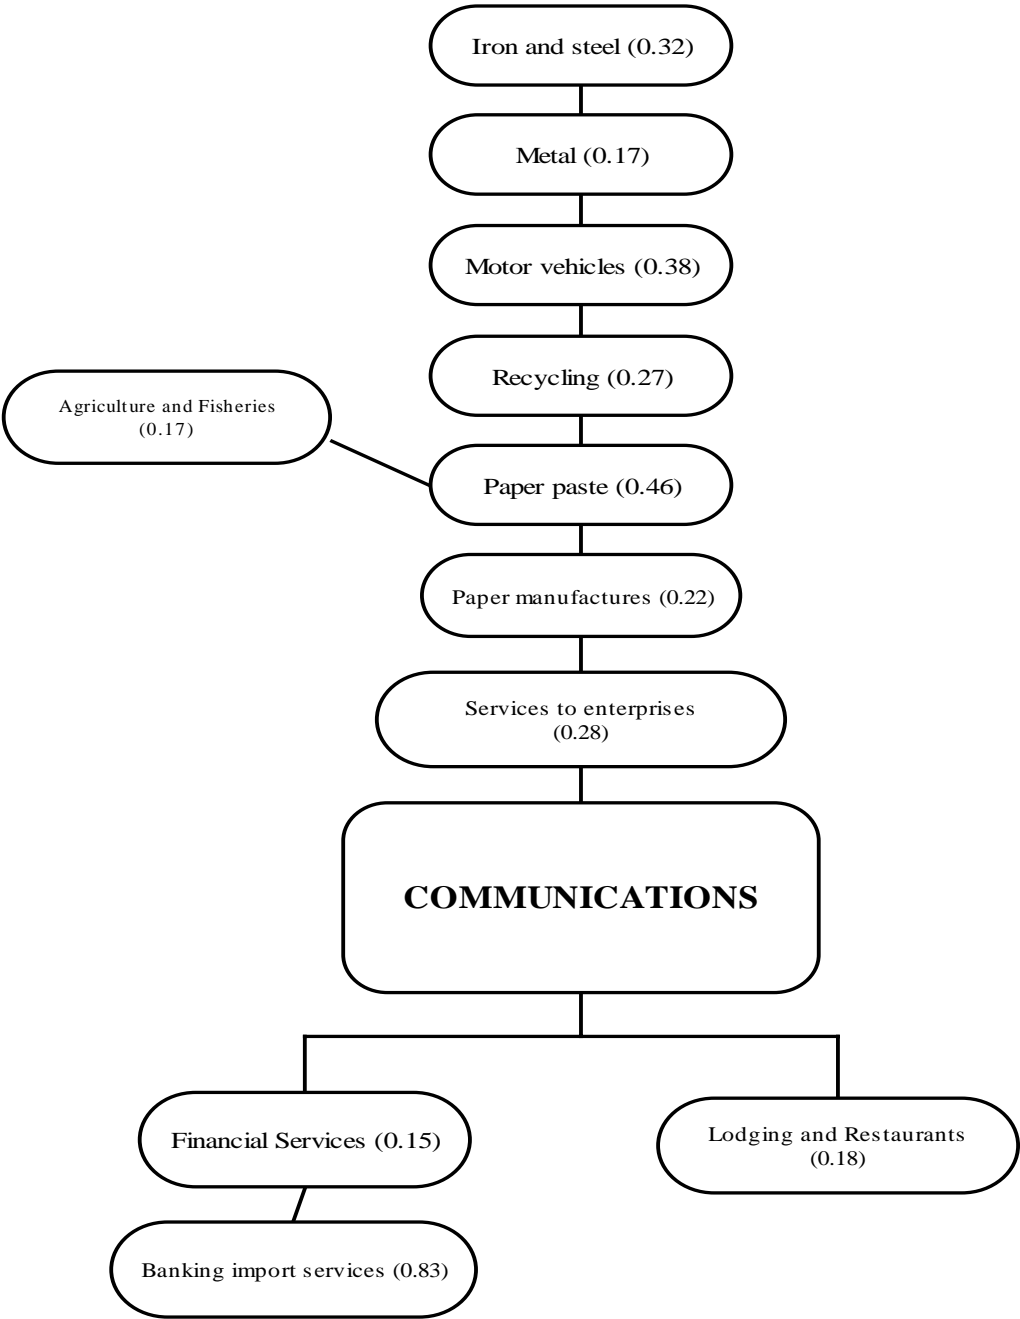 Iron and steel (0.32)
Metal (0.17)
Motor vehicles (0.38)
Recycling (0.27)
Agriculture and Fisheries
(0.17)
Paper paste (0.46)
Paper manufactures (0.22)
Services to enterprises
(0.28)
COMMUNICATIONS
Financial Services (0.15)
Lodging and Restaurants
(0.18)
Banking import services (0.83)